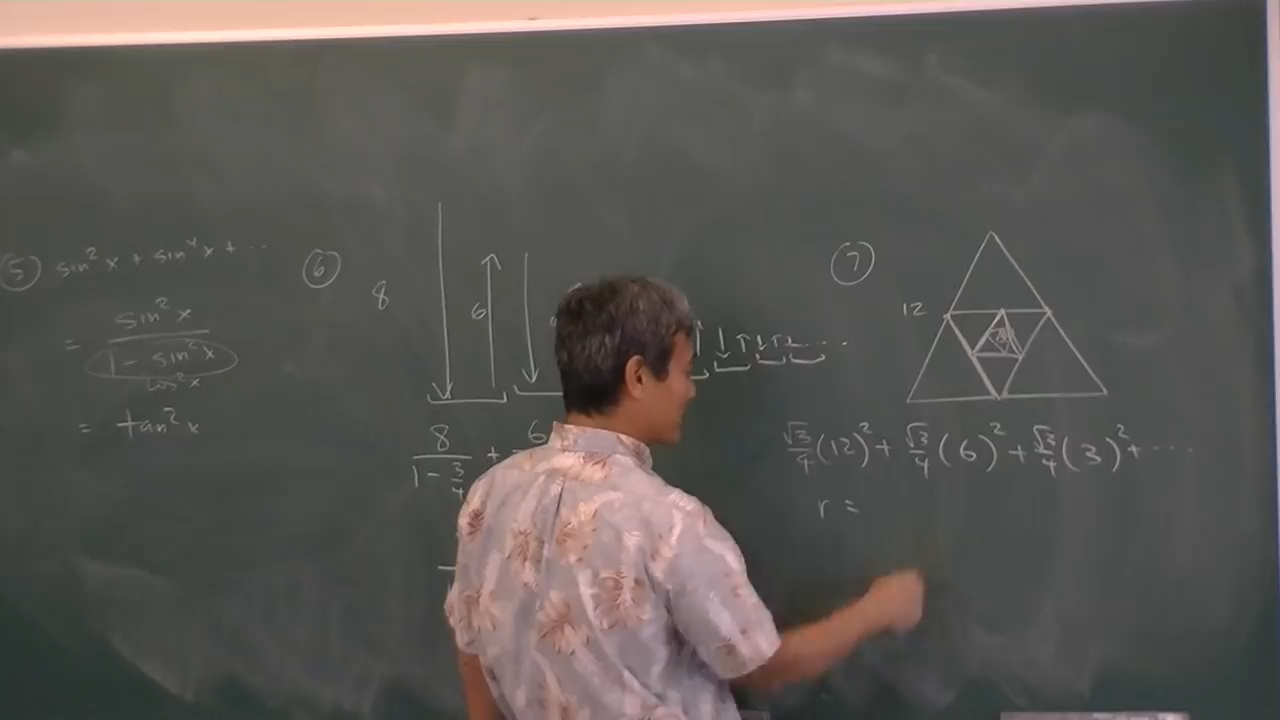 ⑤ sin²x + sin⁴x + ...
= sin²x / 1 - sin²x
cos²x
= tan²x
⑥
8
6
8 / 1 - 3/4 + 6
⑦
12
√3/4 (12)² + √3/4 (6)² + √3/4 (3)² + ...
r =